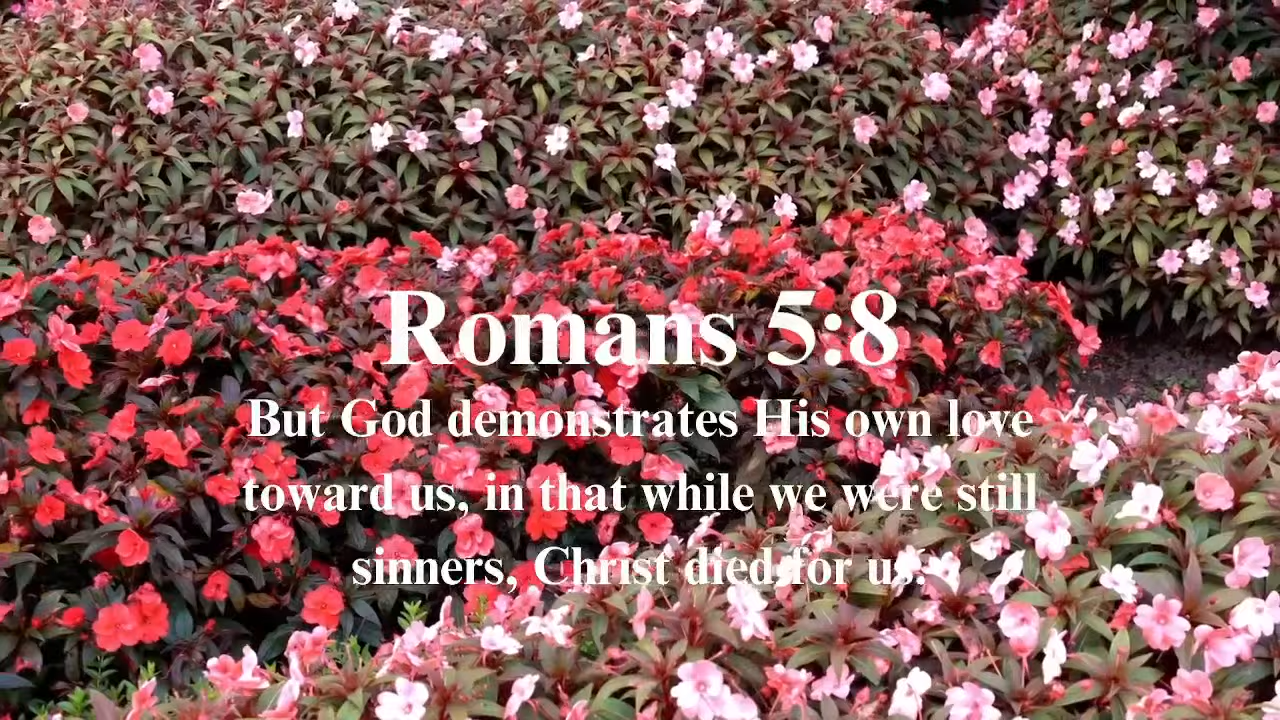 Romans 5:8
But God demonstrates His own love
toward us, in that while we were still
sinners, Christ died for us.